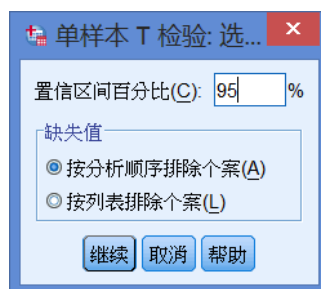 单样本 T 检验: 选... ×
置信区间百分比(C): 95 %
缺失值
按分析顺序排除个案(A)
按列表排除个案(L)
继续 取消 帮助